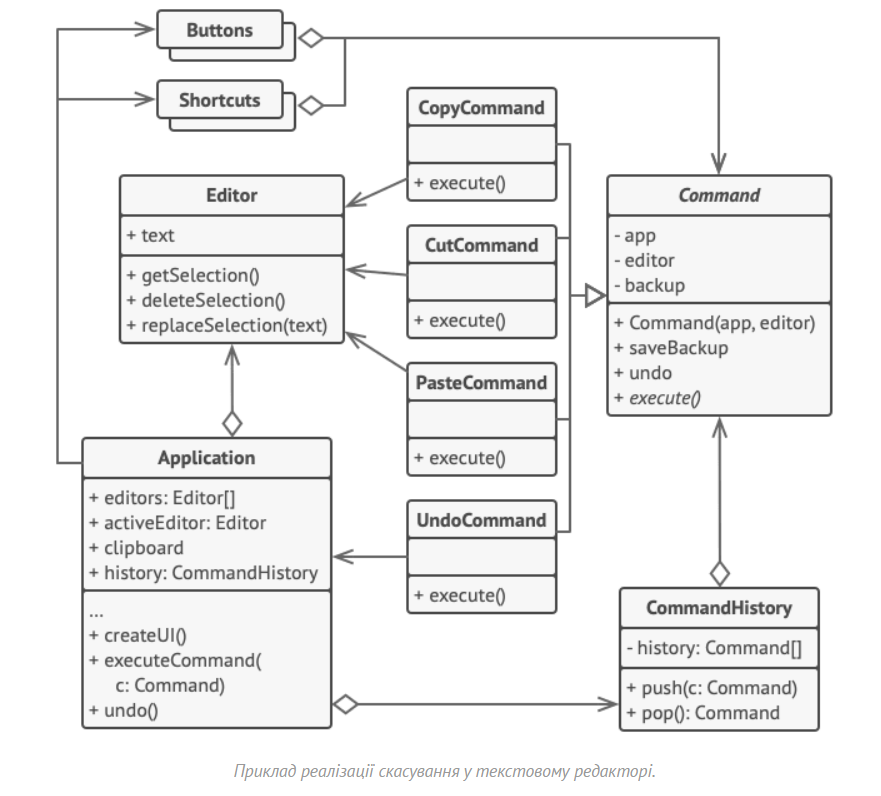 Buttons
Shortcuts
CopyCommand
+ execute()
Editor
+ text
+ getSelection()
+ deleteSelection()
+ replaceSelection(text)
CutCommand
+ execute()
Command
- app
- editor
- backup
+ Command(app, editor)
+ saveBackup
+ undo
+ execute()
PasteCommand
+ execute()
Application
+ editors: Editor[]
+ activeEditor: Editor
+ clipboard
+ history: CommandHistory
...
+ createUI()
+ executeCommand(
c: Command)
+ undo()
UndoCommand
+ execute()
CommandHistory
- history: Command[]
+ push(c: Command)
+ pop(): Command
Приклад реалізації скасування у текстовому редакторі.